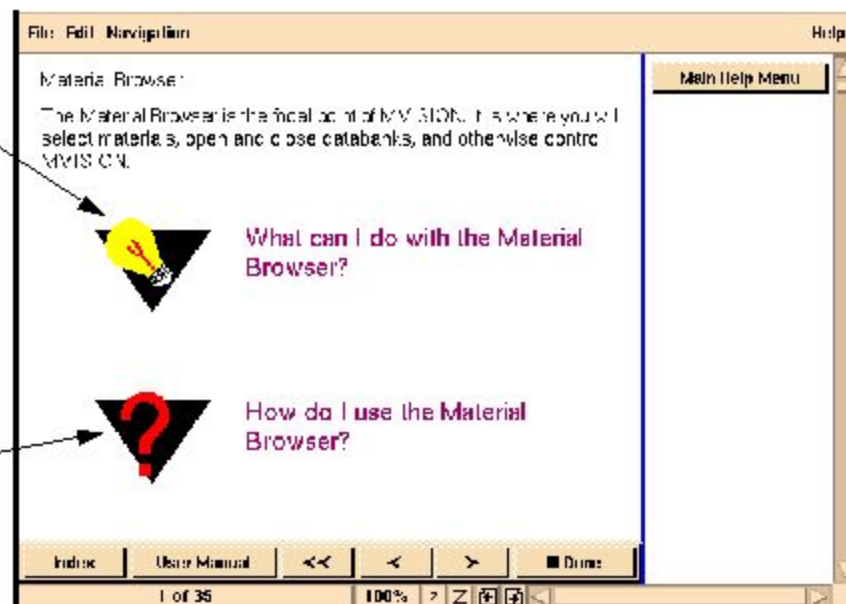 File Edit Navigation Help
Material Browser
Main Help Menu
The Material Browser is the focal point of MVISION. It is where you will
select materials, open and close databanks, and otherwise control
MVISION.
What can I do with the Material
Browser?
How do I use the Material
Browser?
Index User Manual << < > Done
1 of 35 100% z Z